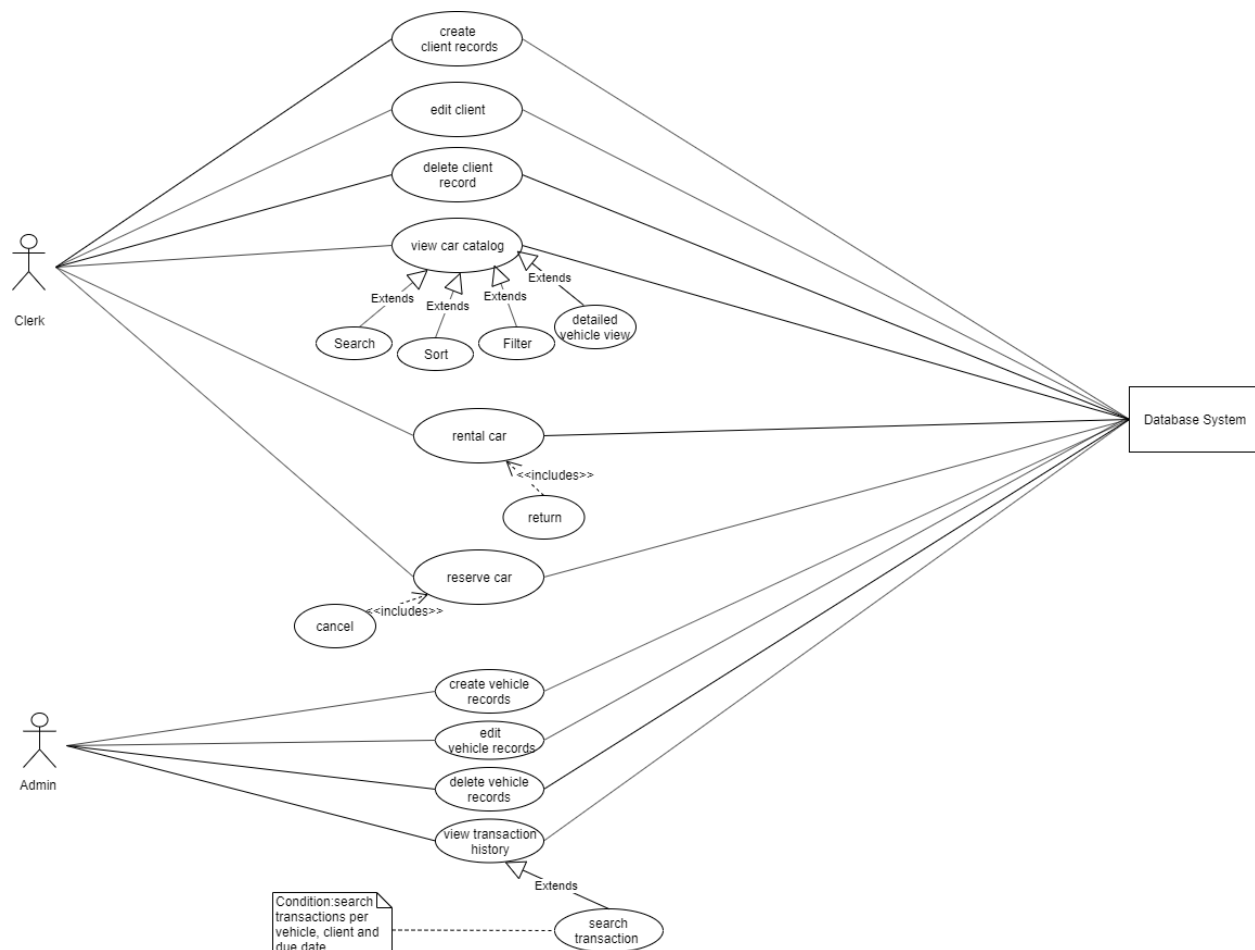 create
client records
edit client
delete client
record
view car catalog
Extends
Extends
Extends
Extends
Search
Sort
Filter
detailed
vehicle view
Clerk
Database System
rental car
<<includes>>
return
reserve car
<<includes>>
cancel
create vehicle
records
edit
vehicle records
delete vehicle
records
Admin
view transaction
history
Extends
Condition:search
transactions per
vehicle, client and
due date
search
transaction